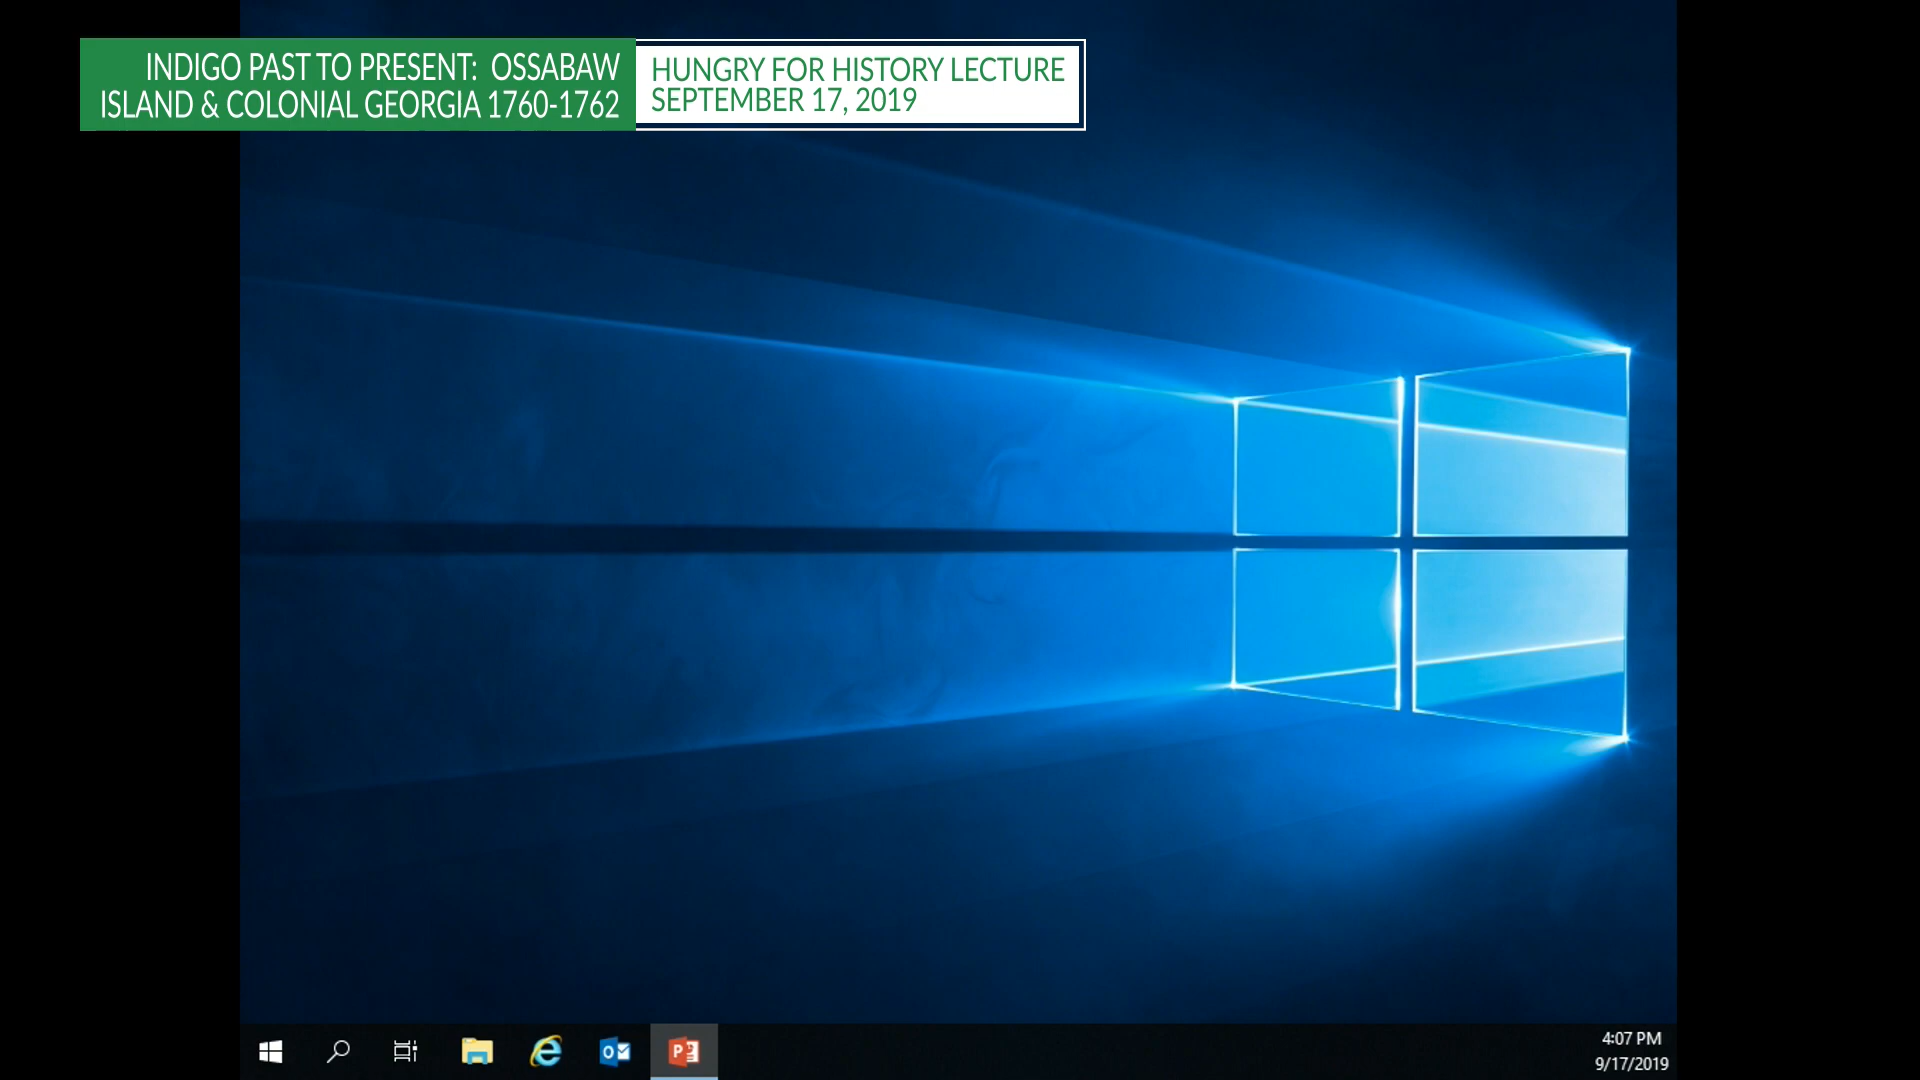 INDIGO PAST TO PRESENT: OSSABAW
ISLAND & COLONIAL GEORGIA 1760-1762
HUNGRY FOR HISTORY LECTURE
SEPTEMBER 17, 2019
4:07 PM
9/17/2019